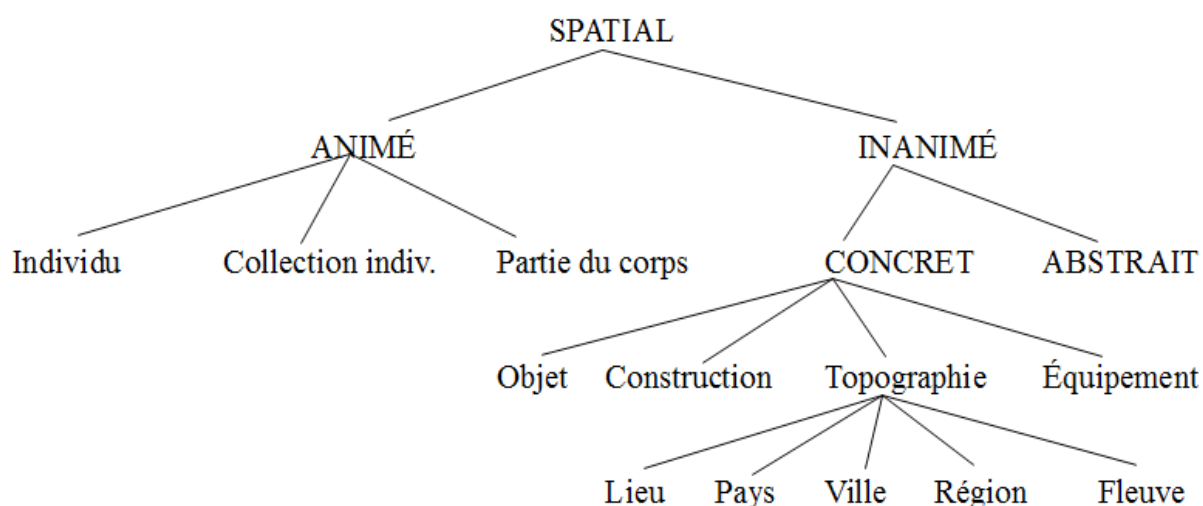 SPATIAL
ANIMÉ INANIMÉ
Individu Collection indiv. Partie du corps CONCRET ABSTRAIT
Objet Construction Topographie Équipement
Lieu Pays Ville Région Fleuve